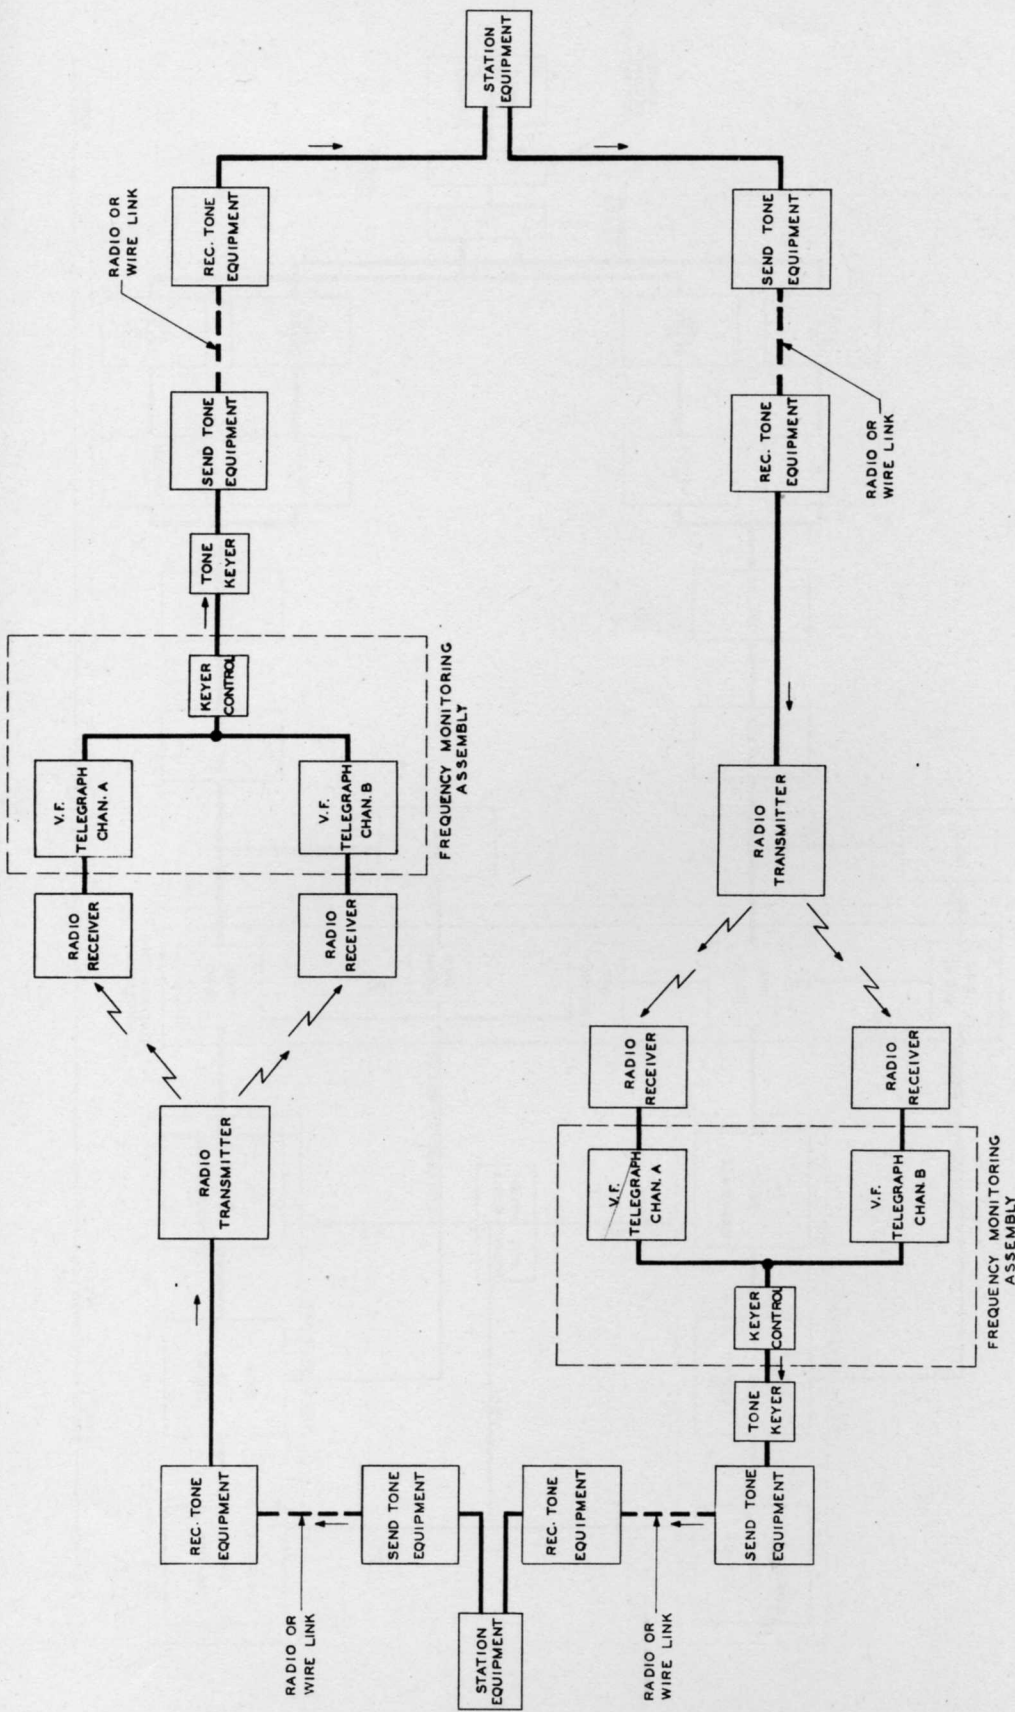 STATION
EQUIPMENT
RADIO OR
WIRE LINK
SEND TONE
EQUIPMENT
REC. TONE
EQUIPMENT
RADIO
TRANSMITTER
RADIO
RECEIVER
V.F.
TELEGRAPH
CHAN. A
RADIO
RECEIVER
V.F.
TELEGRAPH
CHAN. B
KEYER
CONTROL
FREQUENCY MONITORING
ASSEMBLY
TONE
KEYER
SEND TONE
EQUIPMENT
RADIO OR
WIRE LINK
REC. TONE
EQUIPMENT
STATION
EQUIPMENT
SEND TONE
EQUIPMENT
RADIO OR
WIRE LINK
REC. TONE
EQUIPMENT
RADIO
TRANSMITTER
RADIO
RECEIVER
V.F.
TELEGRAPH
CHAN. A
RADIO
RECEIVER
V.F.
TELEGRAPH
CHAN. B
KEYER
CONTROL
FREQUENCY MONITORING
ASSEMBLY
TONE
KEYER
SEND TONE
EQUIPMENT
RADIO OR
WIRE LINK
REC. TONE
EQUIPMENT